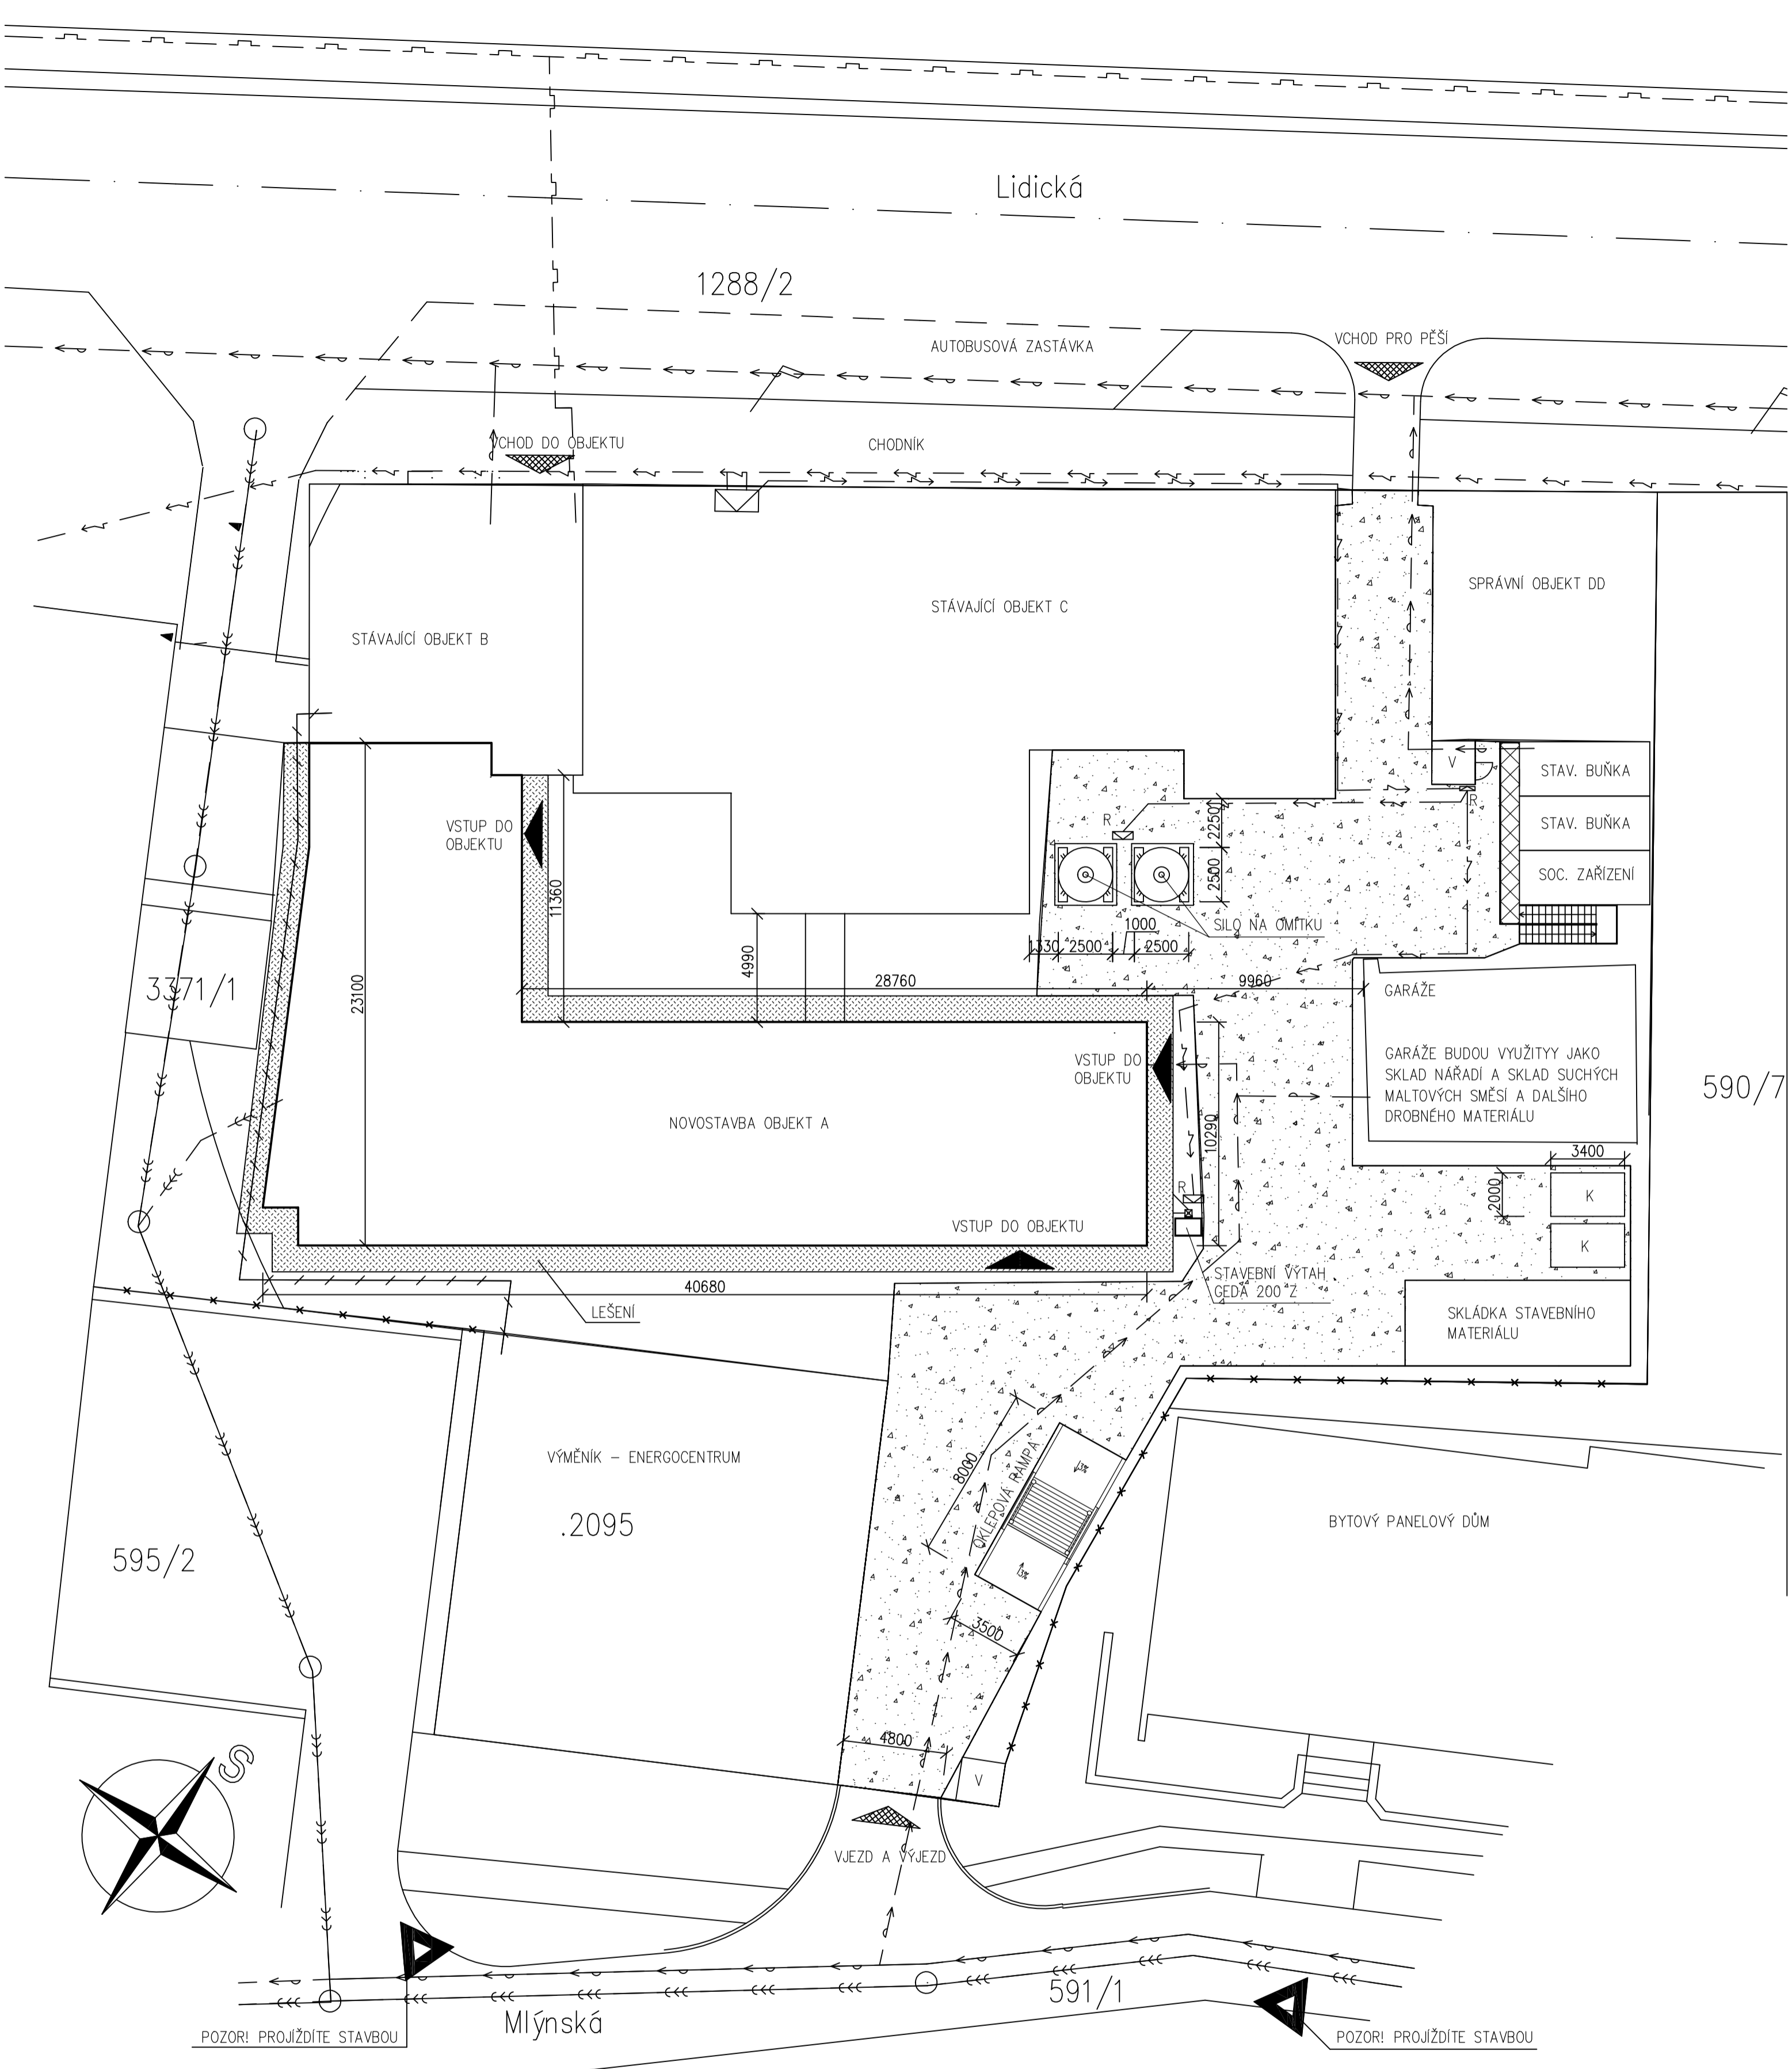 Lidická
1288/2
AUTOBUSOVÁ ZASTÁVKA
VCHOD PRO PĚŠÍ
VCHOD DO OBJEKTU
CHODNÍK
SPRÁVNÍ OBJEKT DD
STÁVAJÍCÍ OBJEKT C
STÁVAJÍCÍ OBJEKT B
V
STAV. BUŇKA
R
R
2250
VSTUP DO
OBJEKTU
STAV. BUŇKA
2500
SOC. ZAŘÍZENÍ
11360
SILO NA OMÍTKU
1000
1330
2500
2500
4990
28760
9960
3371/1
23100
GARÁŽE
GARÁŽE BUDOU VYUŽITYY JAKO
SKLAD NÁŘADÍ A SKLAD SUCHÝCH
MALTOVÝCH SMĚSÍ A DALŠÍHO
DROBNÉHO MATERIÁLU
VSTUP DO
OBJEKTU
590/7
NOVOSTAVBA OBJEKT A
10290
3400
2000
K
R
VSTUP DO OBJEKTU
K
STAVEBNÍ VÝTAH
GEDA 200 Z
40680
LEŠENÍ
SKLÁDKA STAVEBNÍHO
MATERIÁLU
VÝMĚNÍK – ENERGOCENTRUM
8000
OKLEPOVÁ RAMPA
3%
3%
.2095
BYTOVÝ PANELOVÝ DŮM
595/2
3500
4800
S
V
VJEZD A VÝJEZD
591/1
Mlýnská
POZOR! PROJÍŽDÍTE STAVBOU
POZOR! PROJÍŽDÍTE STAVBOU